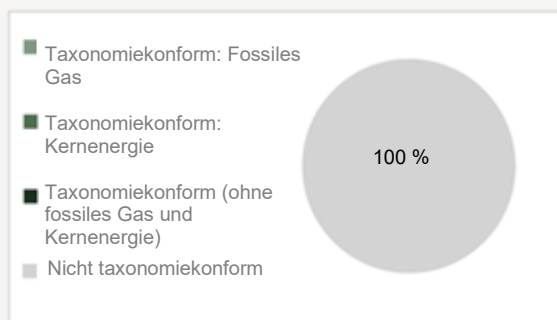 Taxonomiekonform: Fossiles
Gas
Taxonomiekonform:
Kernenergie
Taxonomiekonform (ohne
fossiles Gas und
Kernenergie)
Nicht taxonomiekonform
100 %